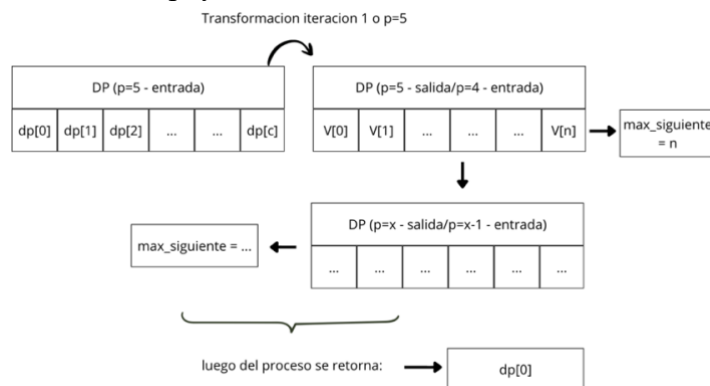 Transformacion iteracion 1 o p=5
DP (p=5 - entrada)
dp[0] dp[1] dp[2] ... ... dp[c]
DP (p=5 - salida/p=4 - entrada)
V[0] V[1] ... ... ... V[n]
max_siguiente
= n
DP (p=x - salida/p=x-1 - entrada)
... ... ... ... ... ...
max_siguiente = ...
luego del proceso se retorna:
dp[0]